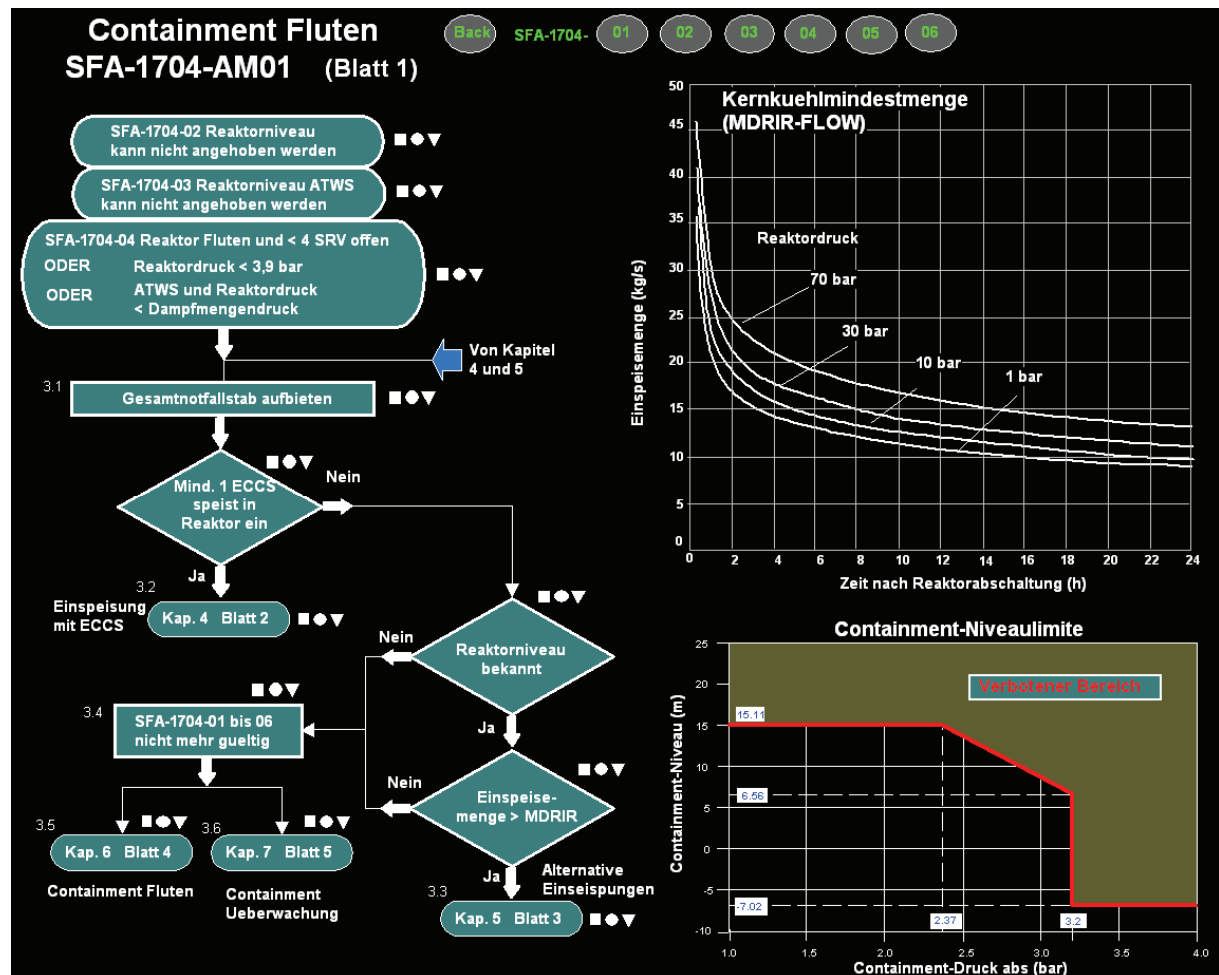 Containment Fluten
SFA-1704-AM01 (Blatt 1)
Back SFA-1704- 01 02 03 04 05 06
SFA-1704-02 Reaktorniveau
kann nicht angehoben werden
SFA-1704-03 Reaktorniveau ATWS
kann nicht angehoben werden
SFA-1704-04 Reaktor Fluten und < 4 SRV offen
ODER Reaktordruck < 3,9 bar
ODER ATWS und Reaktordruck
< Dampfmengendruck
Von Kapitel
4 und 5
3.1
Gesamtnotfallstab aufbieten
Mind. 1 ECCS
speist in
Reaktor ein
Nein
Ja
3.2
Einspeisung
mit ECCS
Kap. 4 Blatt 2
Reaktorniveau
bekannt
Nein
Ja
3.4
SFA-1704-01 bis 06
nicht mehr gueltig
Einspeise-
menge > MDRIR
Nein
Ja
3.5
Kap. 6 Blatt 4
Containment Fluten
3.6
Kap. 7 Blatt 5
Containment
Ueberwachung
Alternative
Einseispungen
3.3
Kap. 5 Blatt 3
Kernkuehlmindestmenge
(MDRIR-FLOW)
Einspeisemenge (kg/s)
50
45
40
35
30
25
20
15
10
5
0
Reaktordruck
70 bar
30 bar
10 bar
1 bar
0 2 4 6 8 10 12 14 16 18 20 22 24
Zeit nach Reaktorabschaltung (h)
Containment-Niveaulimite
Containment-Niveau (m)
25
20
15
10
5
0
-5
-10
Verbotener Bereich
15.11
6.56
-7.02
2.37
3.2
1.0 1.5 2.0 2.5 3.0 3.5 4.0
Containment-Druck abs (bar)